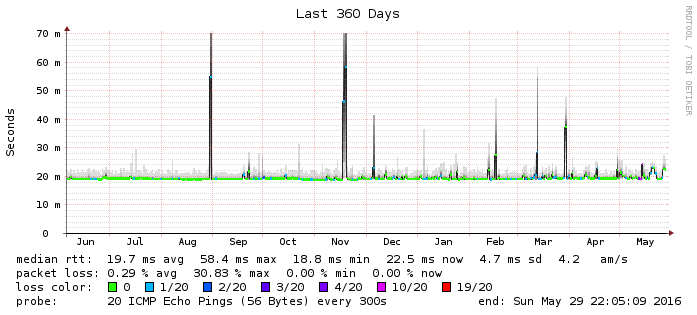 Last 360 Days
RRDTOOL / TOBI OETIKER
Seconds
70 m
60 m
50 m
40 m
30 m
20 m
10 m
0
Jun Jul Aug Sep Oct Nov Dec Jan Feb Mar Apr May
median rtt: 19.7 ms avg 58.4 ms max 18.8 ms min 22.5 ms now 4.7 ms sd 4.2 am/s
packet loss: 0.29 % avg 30.83 % max 0.00 % min 0.00 % now
loss color: 0 1/20 2/20 3/20 4/20 10/20 19/20
probe: 20 ICMP Echo Pings (56 Bytes) every 300s end: Sun May 29 22:05:09 2016